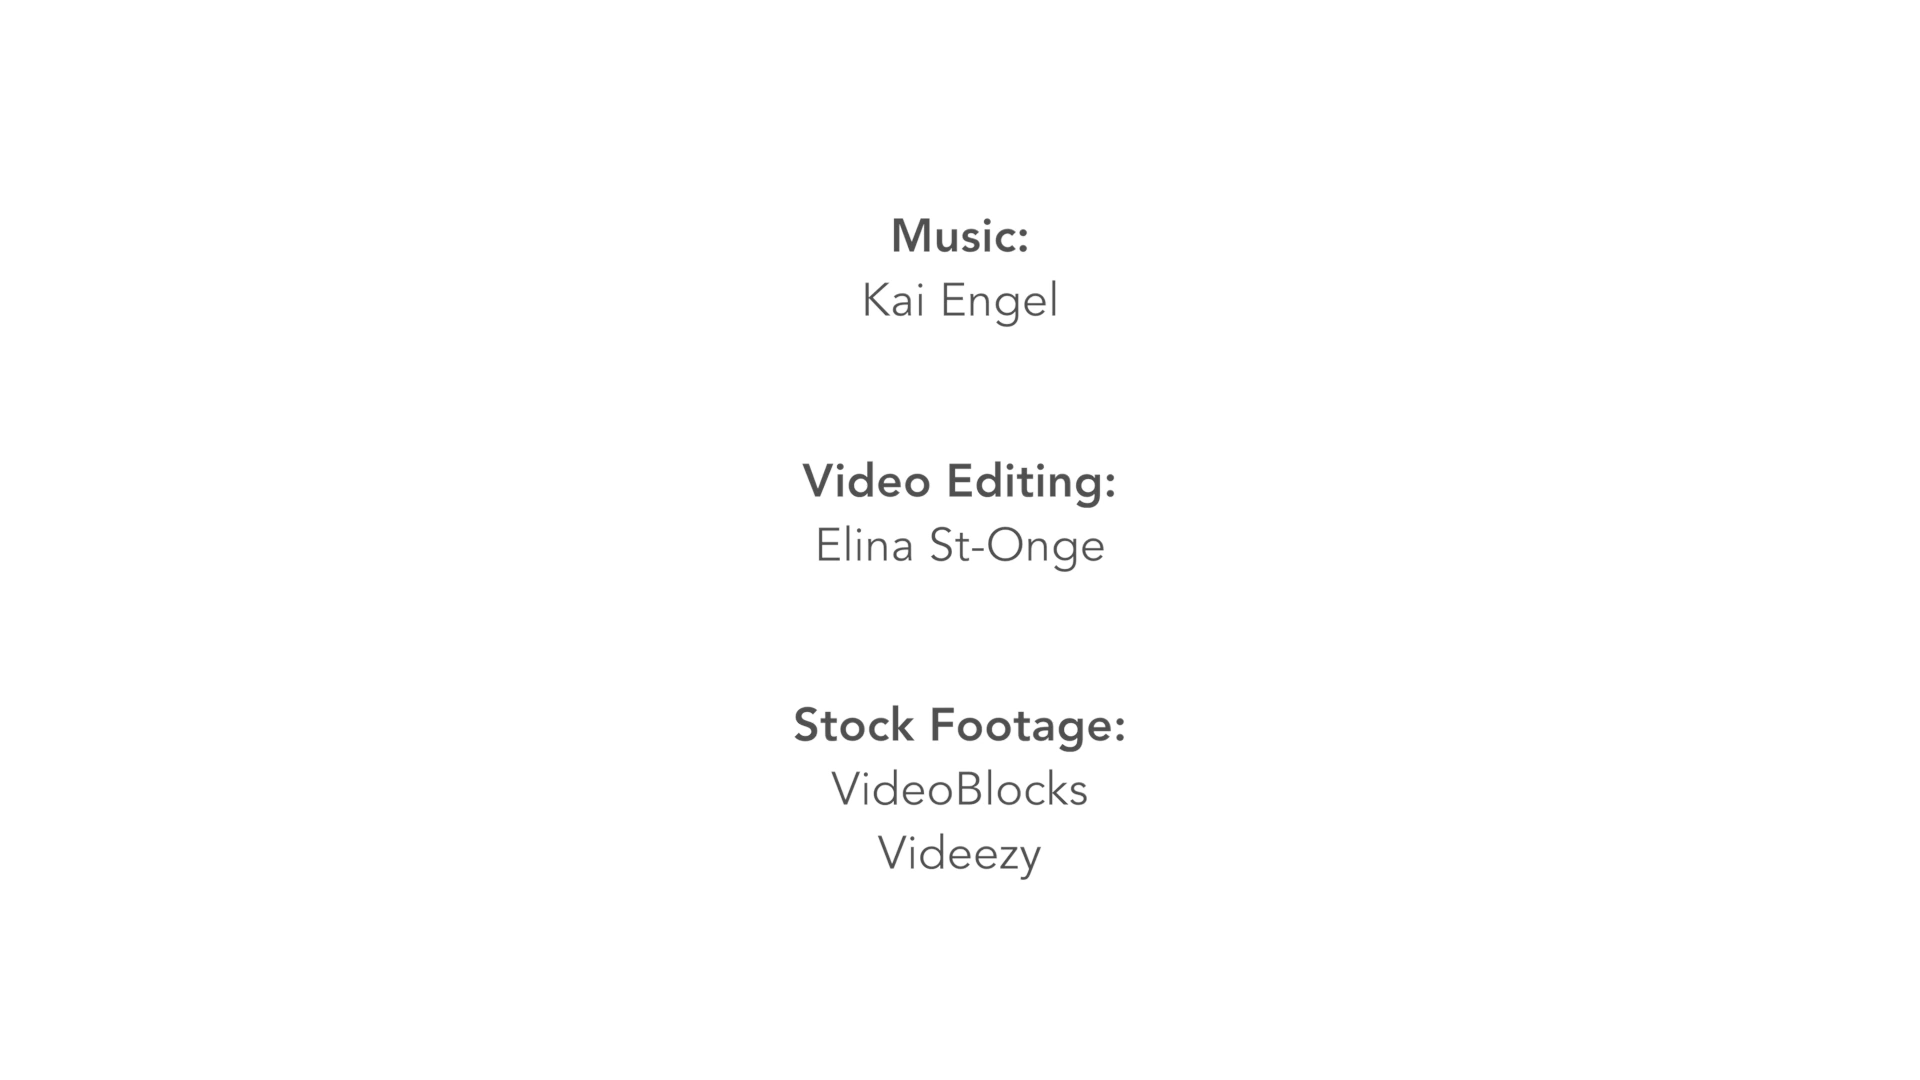 Music:
Kai Engel
Video Editing:
Elina St-Onge
Stock Footage:
VideoBlocks
Videezy